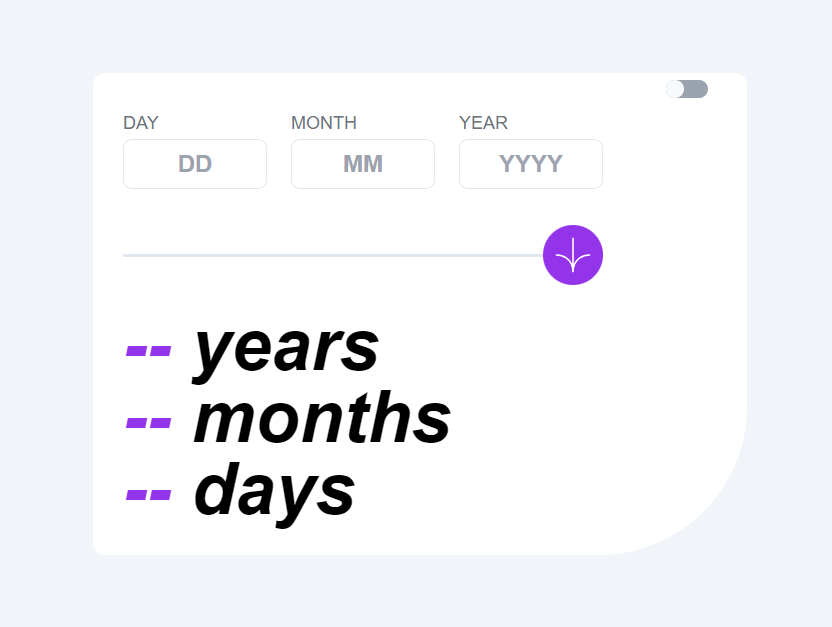 DAY MONTH YEAR
DD MM YYYY
-- years
-- months
-- days